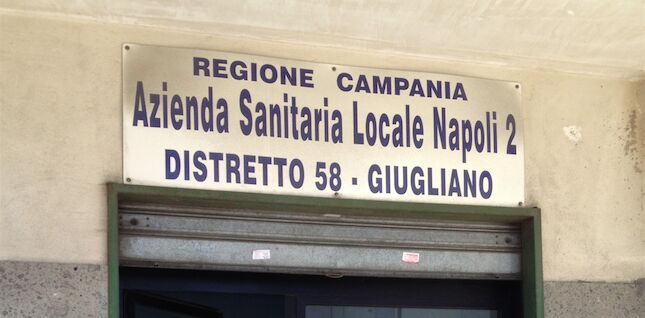 REGIONE CAMPANIA
Azienda Sanitaria Locale Napoli 2
DISTRETTO 58 - GIUGLIANO